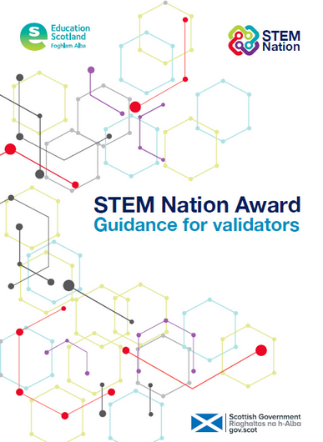 Education
Scotland
Foghlam Alba
STEM
Nation
STEM Nation Award
Guidance for validators
Scottish Government
Riaghaltas na h-Alba
gov.scot